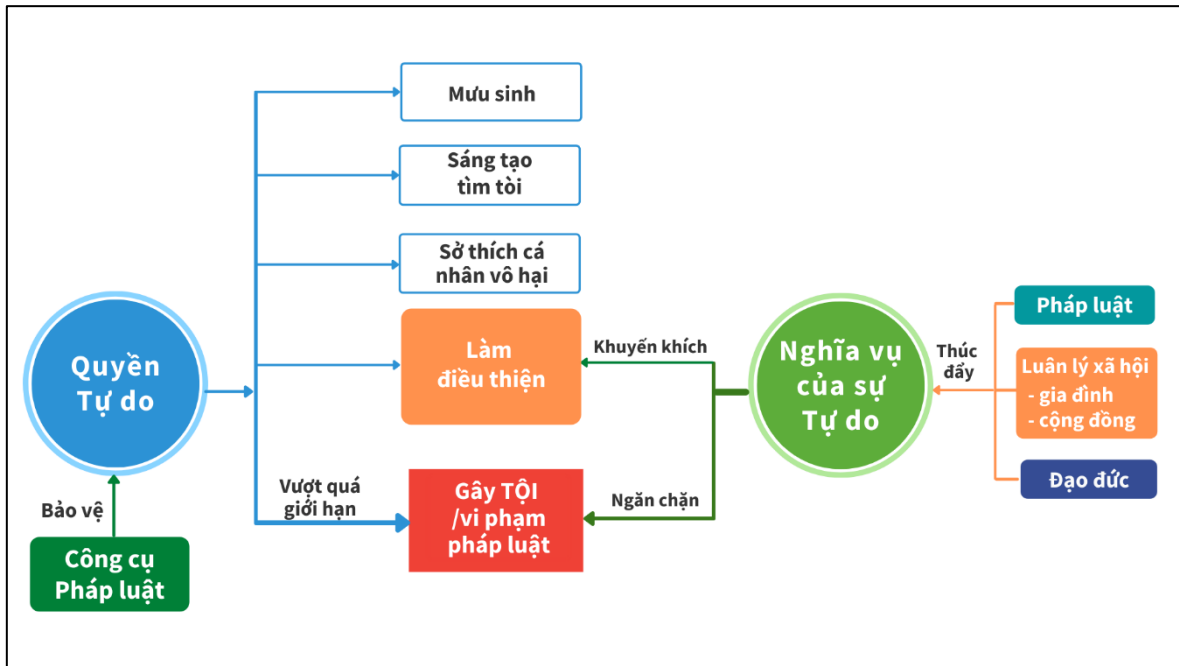 Mưu sinh
Sáng tạo
tìm tòi
Sở thích cá
nhân vô hại
Quyền
Tự do
Làm
điều thiện
Khuyến khích
Nghĩa vụ
của sự
Tự do
Thúc
đẩy
Pháp luật
Luân lý xã hội
- gia đình
- cộng đồng
Đạo đức
Bảo vệ
Vượt quá
giới hạn
Gây TỘI
/vi phạm
pháp luật
Ngăn chặn
Công cụ
Pháp luật